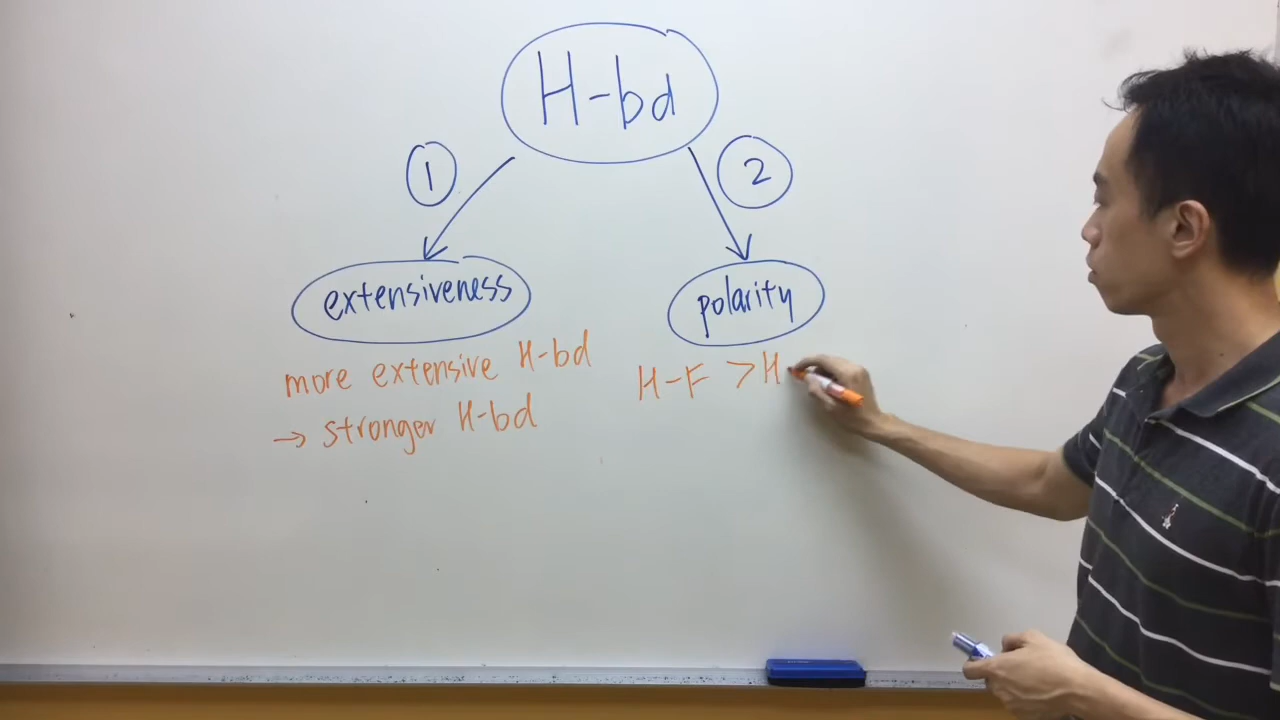 H-bd
1
2
extensiveness
polarity
more extensive H-bd
→ stronger H-bd
H-F > H